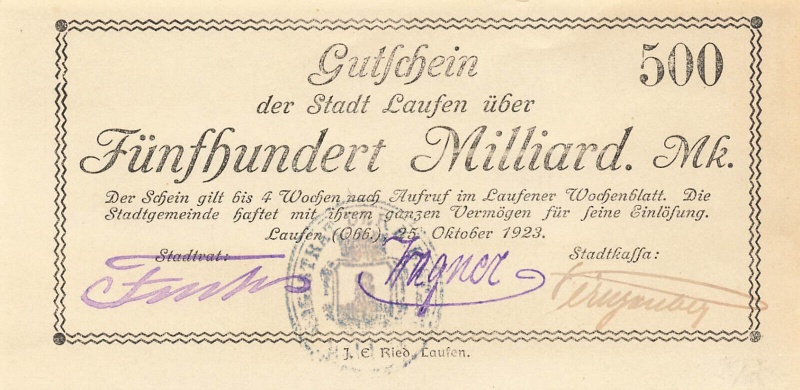 Gutschein 500
der Stadt Laufen über
Fünfhundert Milliard. Mk.
Der Schein gilt bis 4 Wochen nach Aufruf im Laufener Wochenblatt. Die
Stadtgemeinde haftet mit ihrem ganzen Vermögen für seine Einlösung.
Laufen (Obb.) 25. Oktober 1923.
Stadtrat: Stadtkassa:
Wagner
J. E. Ried, Laufen.